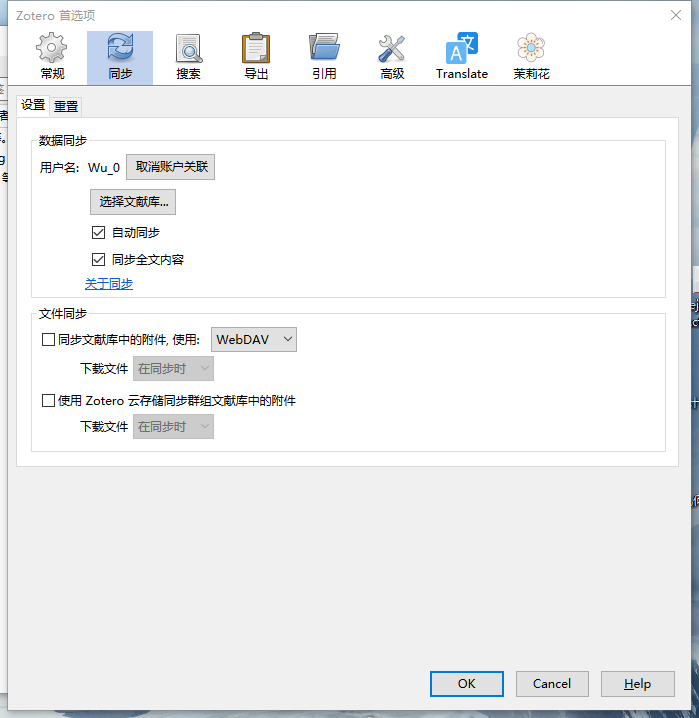 Zotero 首选项
常规 同步 搜索 导出 引用 高级 Translate 茉莉花
设置 重置
数据同步
用户名: Wu_0 取消账户关联
选择文献库...
自动同步
同步全文内容
关于同步
文件同步
同步文献库中的附件, 使用: WebDAV
下载文件 在同步时
使用 Zotero 云存储同步群组文献库中的附件
下载文件 在同步时
OK Cancel Help